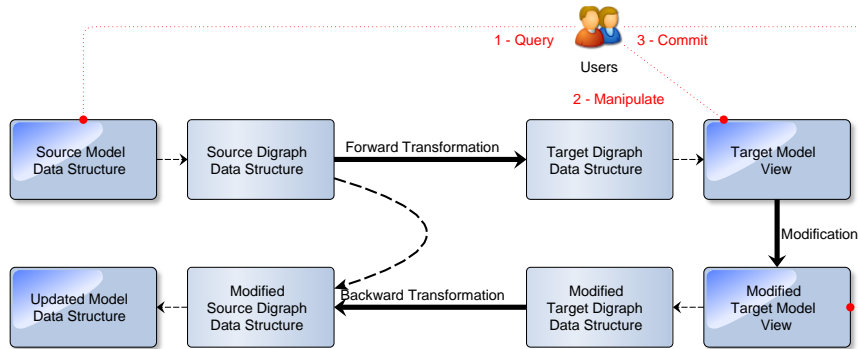 1 - Query
3 - Commit
Users
2 - Manipulate
Source Model
Data Structure
Source Digraph
Data Structure
Forward Transformation
Target Digraph
Data Structure
Target Model
View
Modification
Updated Model
Data Structure
Modified
Source Digraph
Data Structure
Backward Transformation
Modified
Target Digraph
Data Structure
Modified
Target Model
View